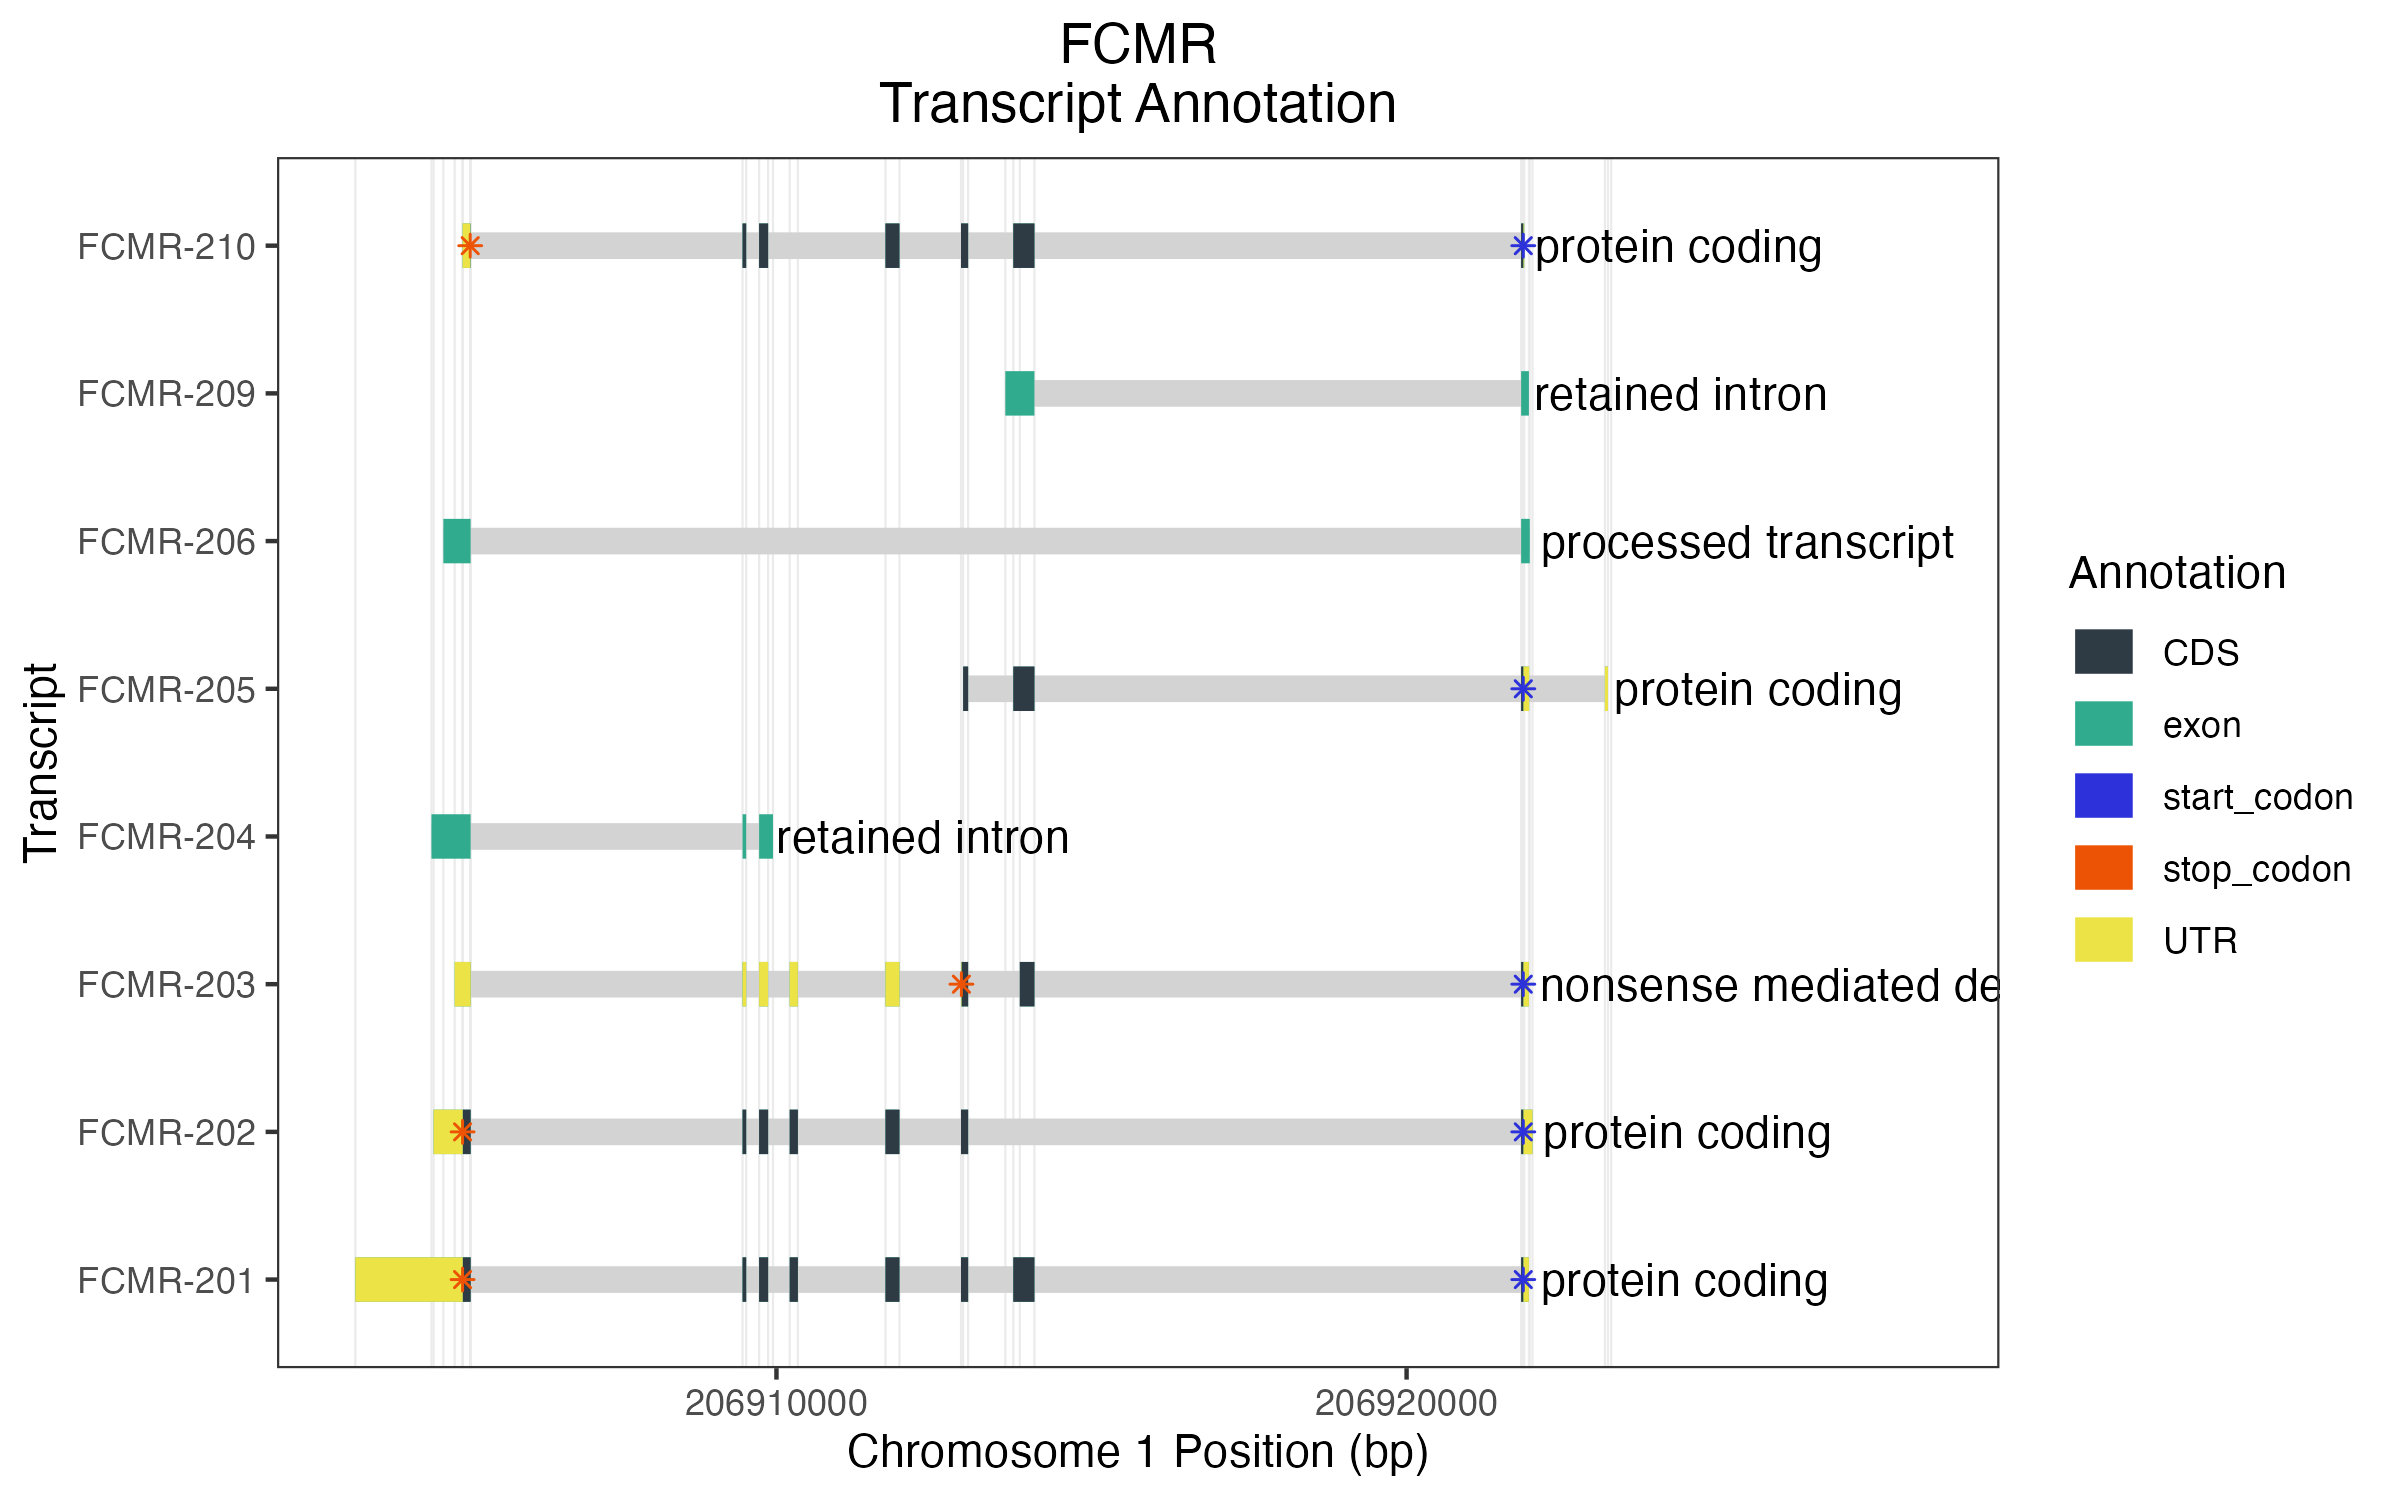 FCMR
Transcript Annotation
Transcript
FCMR-210
protein coding
FCMR-209
retained intron
FCMR-206
processed transcript
FCMR-205
protein coding
FCMR-204
retained intron
FCMR-203
nonsense mediated de
FCMR-202
protein coding
FCMR-201
protein coding
206910000
206920000
Chromosome 1 Position (bp)
Annotation
CDS
exon
start_codon
stop_codon
UTR